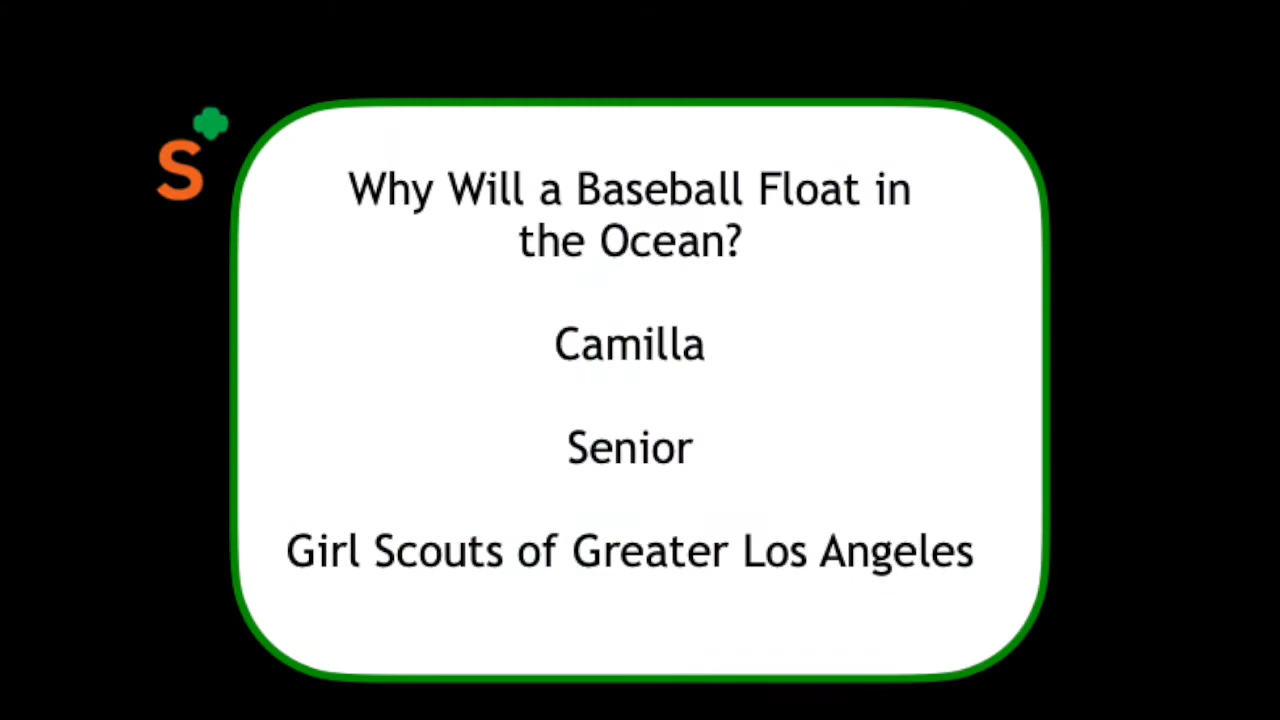 S
Why Will a Baseball Float in
the Ocean?
Camilla
Senior
Girl Scouts of Greater Los Angeles